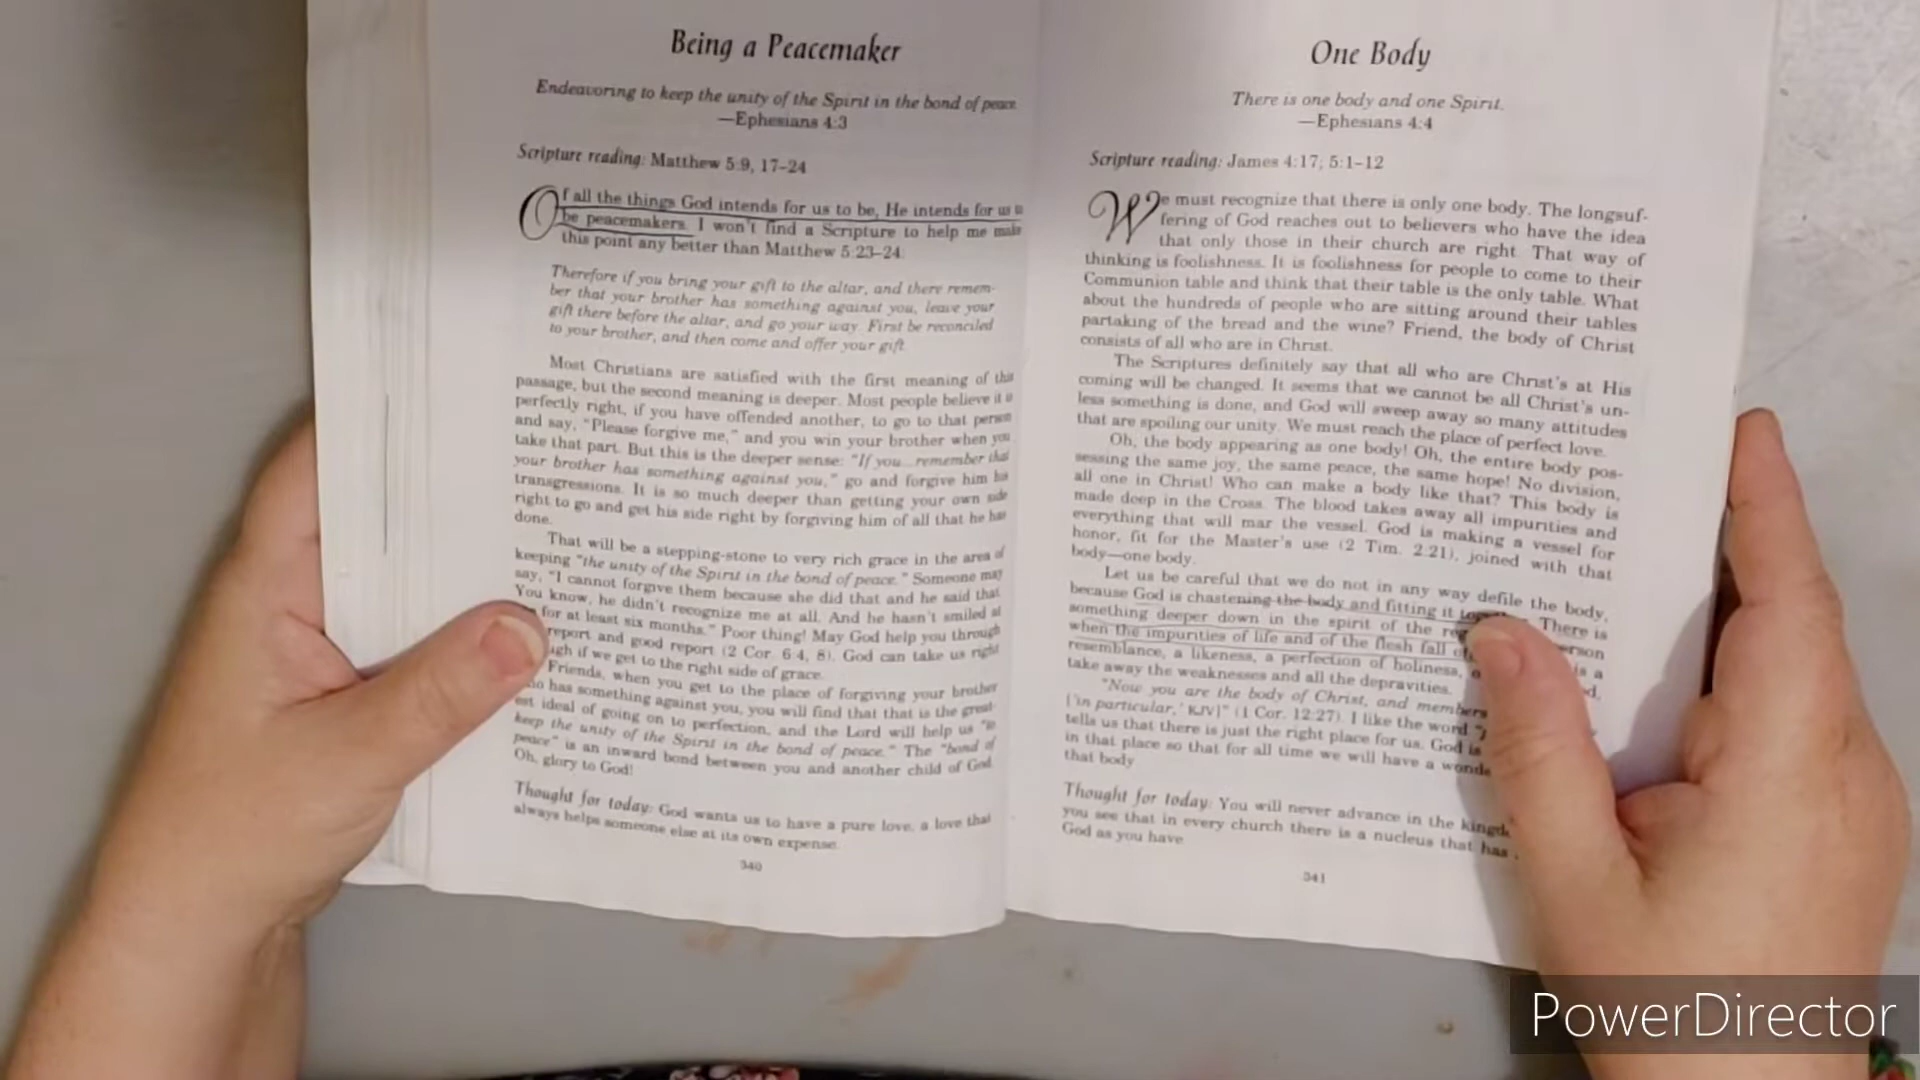 Being a Peacemaker
Endeavoring to keep the unity of the Spirit in the bond of peace.
—Ephesians 4:3
Scripture reading: Matthew 5:9, 17–24
Of all the things God intends for us to be, He intends for us to
be peacemakers. I won't find a Scripture to help me make
this point any better than Matthew 5:23–24:
Therefore if you bring your gift to the altar, and there remem-
ber that your brother has something against you, leave your
gift there before the altar, and go your way. First be reconciled
to your brother, and then come and offer your gift.
Most Christians are satisfied with the first meaning of this
passage, but the second meaning is deeper. Most people believe it is
perfectly right, if you have offended another, to go to that person
and say, "Please forgive me," and you win your brother when you
take that part. But this is the deeper sense: "If you...remember that
your brother has something against you," go and forgive him his
transgressions. It is so much deeper than getting your own side
right to go and get his side right by forgiving him of all that he has
done.
That will be a stepping-stone to very rich grace in the area of
keeping "the unity of the Spirit in the bond of peace." Someone may
say, "I cannot forgive them because she did that and he said that.
You know, he didn't recognize me at all. And he hasn't smiled at
for at least six months." Poor thing! May God help you through
report and good report (2 Cor. 6:4, 8). God can take us right
if we get to the right side of grace.
Friends, when you get to the place of forgiving your brother
has something against you, you will find that that is the great-
est ideal of going on to perfection, and the Lord will help us "to
keep the unity of the Spirit in the bond of peace." The "bond of
peace" is an inward bond between you and another child of God.
Oh, glory to God!
Thought for today: God wants us to have a pure love, a love that
always helps someone else at its own expense.
340
One Body
There is one body and one Spirit.
—Ephesians 4:4
Scripture reading: James 4:17; 5:1–12
We must recognize that there is only one body. The longsuf-
fering of God reaches out to believers who have the idea
that only those in their church are right. That way of
thinking is foolishness. It is foolishness for people to come to their
Communion table and think that their table is the only table. What
about the hundreds of people who are sitting around their tables
partaking of the bread and the wine? Friend, the body of Christ
consists of all who are in Christ.
The Scriptures definitely say that all who are Christ's at His
coming will be changed. It seems that we cannot be all Christ's un-
less something is done, and God will sweep away so many attitudes
that are spoiling our unity. We must reach the place of perfect love.
Oh, the body appearing as one body! Oh, the entire body pos-
sessing the same joy, the same peace, the same hope! No division,
all one in Christ! Who can make a body like that? This body is
made deep in the Cross. The blood takes away all impurities and
everything that will mar the vessel. God is making a vessel for
honor, fit for the Master's use (2 Tim. 2:21), joined with that
body—one body.
Let us be careful that we do not in any way defile the body,
because God is chastening the body and fitting it There is
something deeper down in the spirit of the person
when the impurities of life and of the flesh fall is a
resemblance, a likeness, a perfection of holiness,
take away the weaknesses and all the depravities.
"Now you are the body of Christ, and members
['in particular,' KJV]" (1 Cor. 12:27). I like the word
tells us that there is just the right place for us. God is
in that place so that for all time we will have a
that body
Thought for today: You will never advance in the
you see that in every church there is a nucleus that has
God as you have
341
PowerDirector